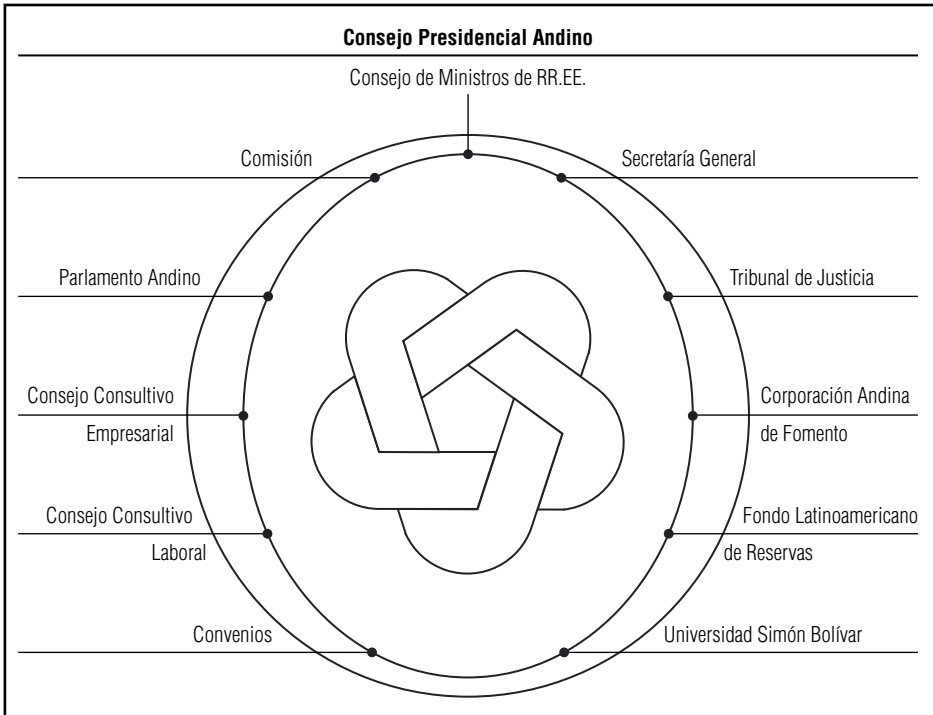 Consejo Presidencial Andino
Consejo de Ministros de RR.EE.
Comisión
Secretaría General
Parlamento Andino
Tribunal de Justicia
Consejo Consultivo
Empresarial
Corporación Andina
de Fomento
Consejo Consultivo
Laboral
Fondo Latinoamericano
de Reservas
Convenios
Universidad Simón Bolívar